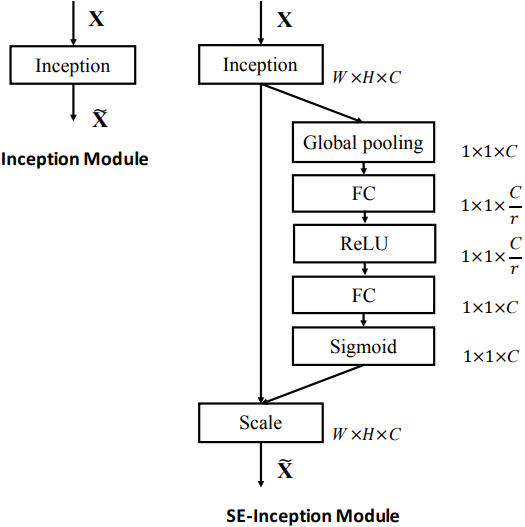 X
Inception
X̃
Inception Module
X
Inception
W×H×C
Global pooling
1×1×C
FC
1×1×C/r
ReLU
1×1×C/r
FC
1×1×C
Sigmoid
1×1×C
Scale
W×H×C
X̃
SE-Inception Module